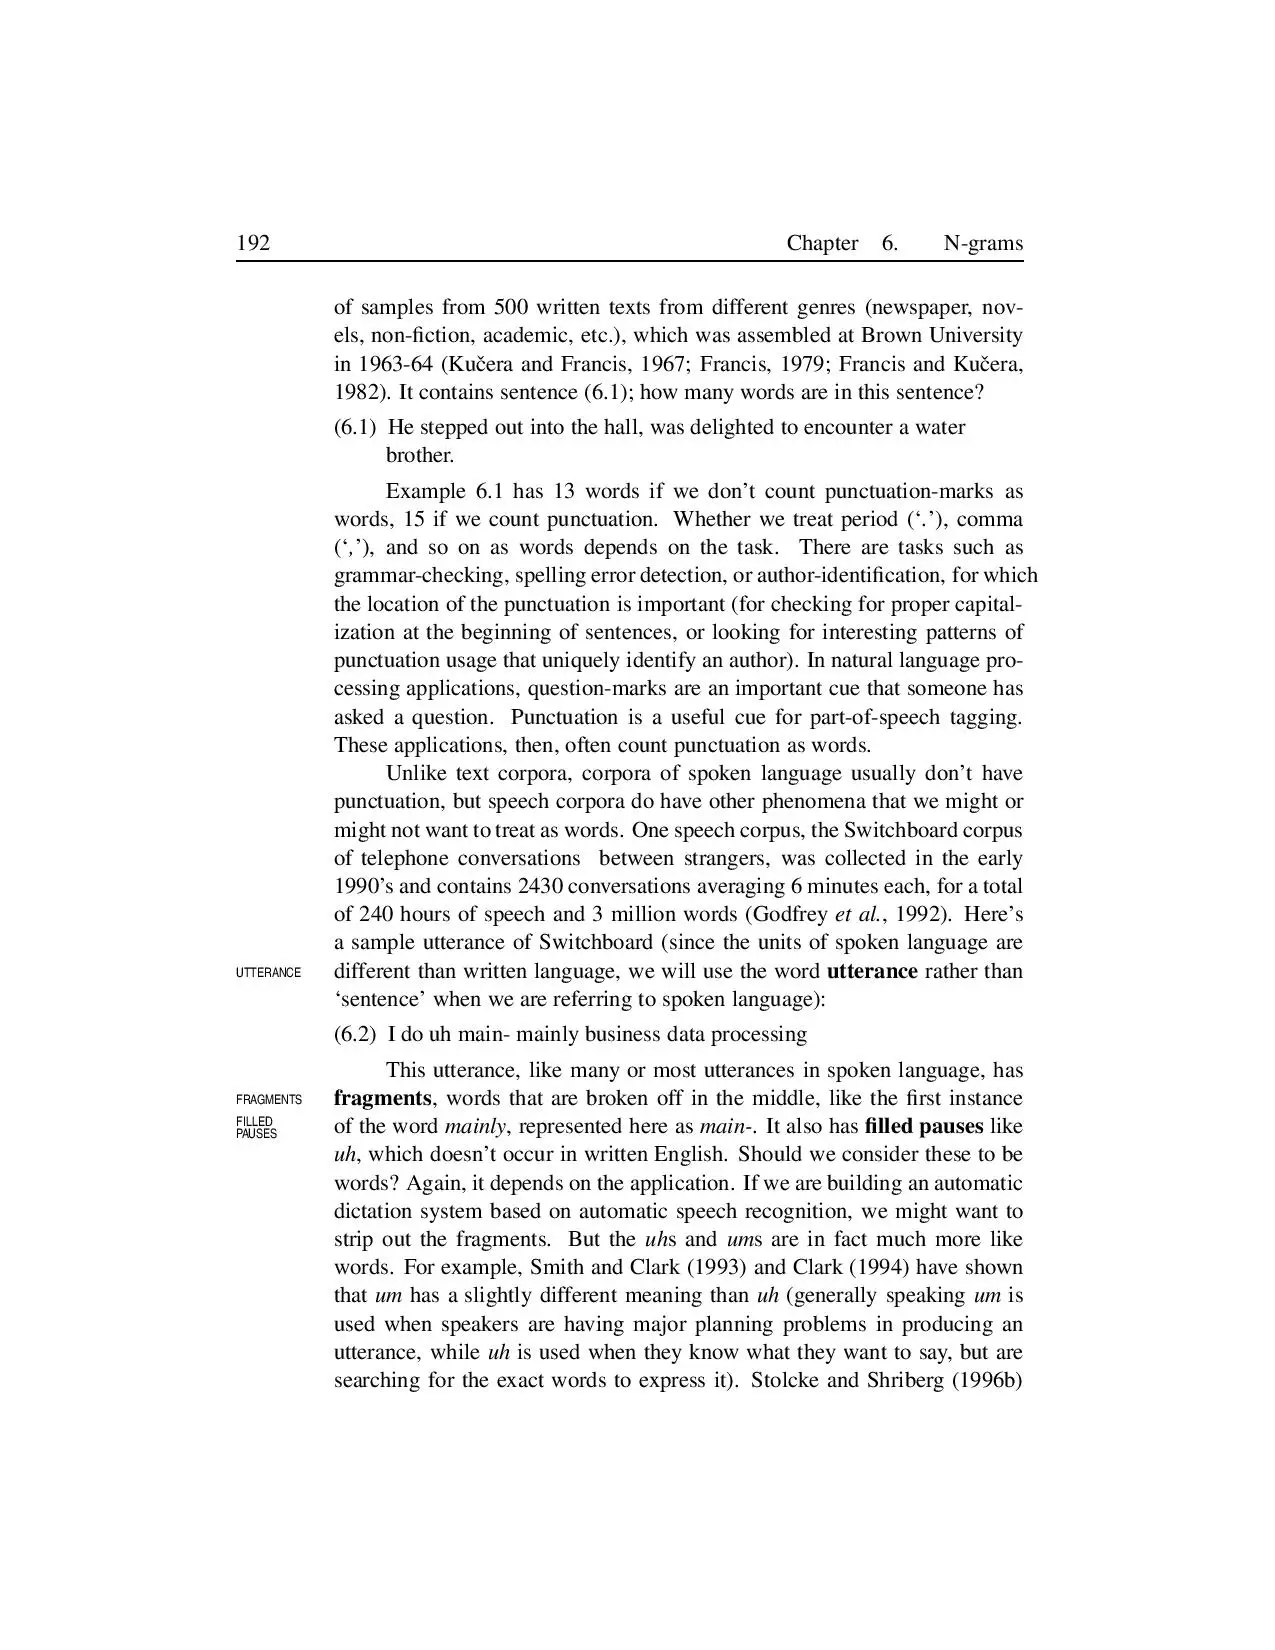 192 Chapter 6. N-grams
of samples from 500 written texts from different genres (newspaper, nov-
els, non-fiction, academic, etc.), which was assembled at Brown University
in 1963-64 (Kučera and Francis, 1967; Francis, 1979; Francis and Kučera,
1982). It contains sentence (6.1); how many words are in this sentence?
(6.1) He stepped out into the hall, was delighted to encounter a water
brother.
Example 6.1 has 13 words if we don’t count punctuation-marks as
words, 15 if we count punctuation. Whether we treat period (‘.’), comma
(‘,’), and so on as words depends on the task. There are tasks such as
grammar-checking, spelling error detection, or author-identification, for which
the location of the punctuation is important (for checking for proper capital-
ization at the beginning of sentences, or looking for interesting patterns of
punctuation usage that uniquely identify an author). In natural language pro-
cessing applications, question-marks are an important cue that someone has
asked a question. Punctuation is a useful cue for part-of-speech tagging.
These applications, then, often count punctuation as words.
Unlike text corpora, corpora of spoken language usually don’t have
punctuation, but speech corpora do have other phenomena that we might or
might not want to treat as words. One speech corpus, the Switchboard corpus
of telephone conversations between strangers, was collected in the early
1990’s and contains 2430 conversations averaging 6 minutes each, for a total
of 240 hours of speech and 3 million words (Godfrey et al., 1992). Here’s
a sample utterance of Switchboard (since the units of spoken language are
UTTERANCE different than written language, we will use the word utterance rather than
‘sentence’ when we are referring to spoken language):
(6.2) I do uh main- mainly business data processing
This utterance, like many or most utterances in spoken language, has
FRAGMENTS fragments, words that are broken off in the middle, like the first instance
FILLED
PAUSES of the word mainly, represented here as main-. It also has filled pauses like
uh, which doesn’t occur in written English. Should we consider these to be
words? Again, it depends on the application. If we are building an automatic
dictation system based on automatic speech recognition, we might want to
strip out the fragments. But the uhs and ums are in fact much more like
words. For example, Smith and Clark (1993) and Clark (1994) have shown
that um has a slightly different meaning than uh (generally speaking um is
used when speakers are having major planning problems in producing an
utterance, while uh is used when they know what they want to say, but are
searching for the exact words to express it). Stolcke and Shriberg (1996b)